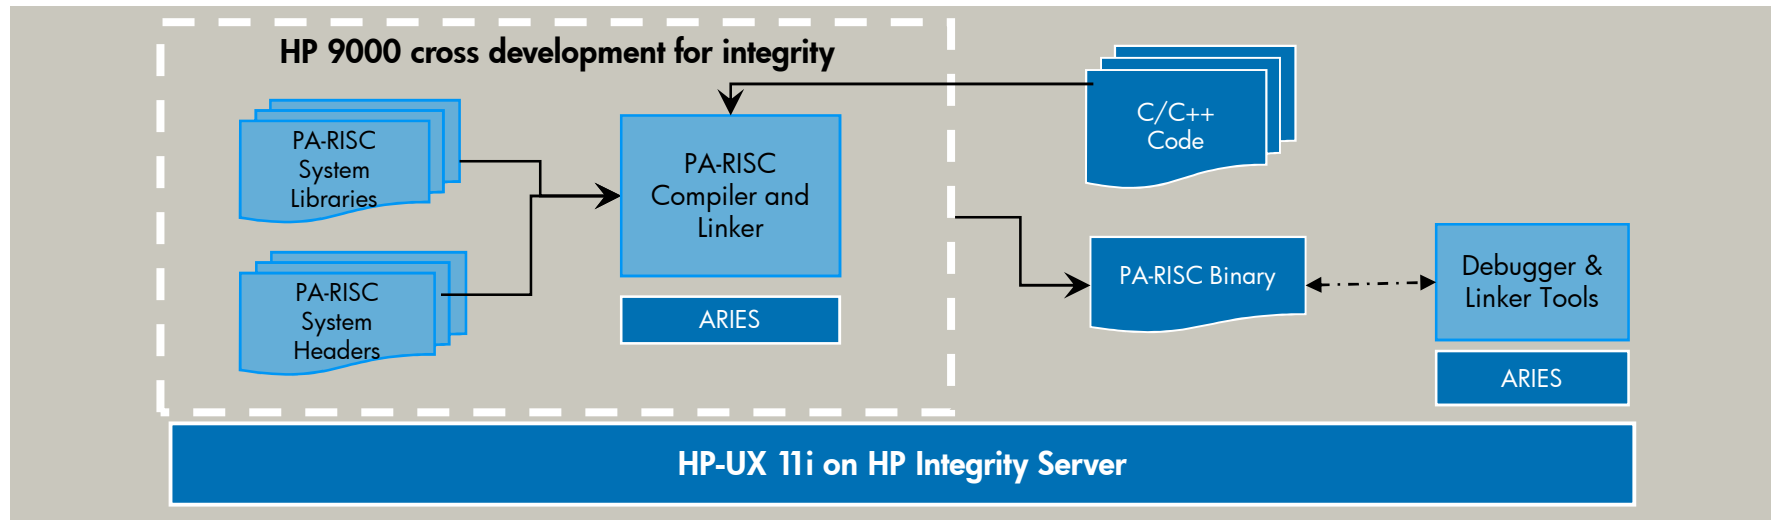 HP 9000 cross development for integrity
PA-RISC
System
Libraries
PA-RISC
Compiler and
Linker
C/C++
Code
PA-RISC
System
Headers
ARIES
PA-RISC Binary
Debugger &
Linker Tools
ARIES
HP-UX 11i on HP Integrity Server